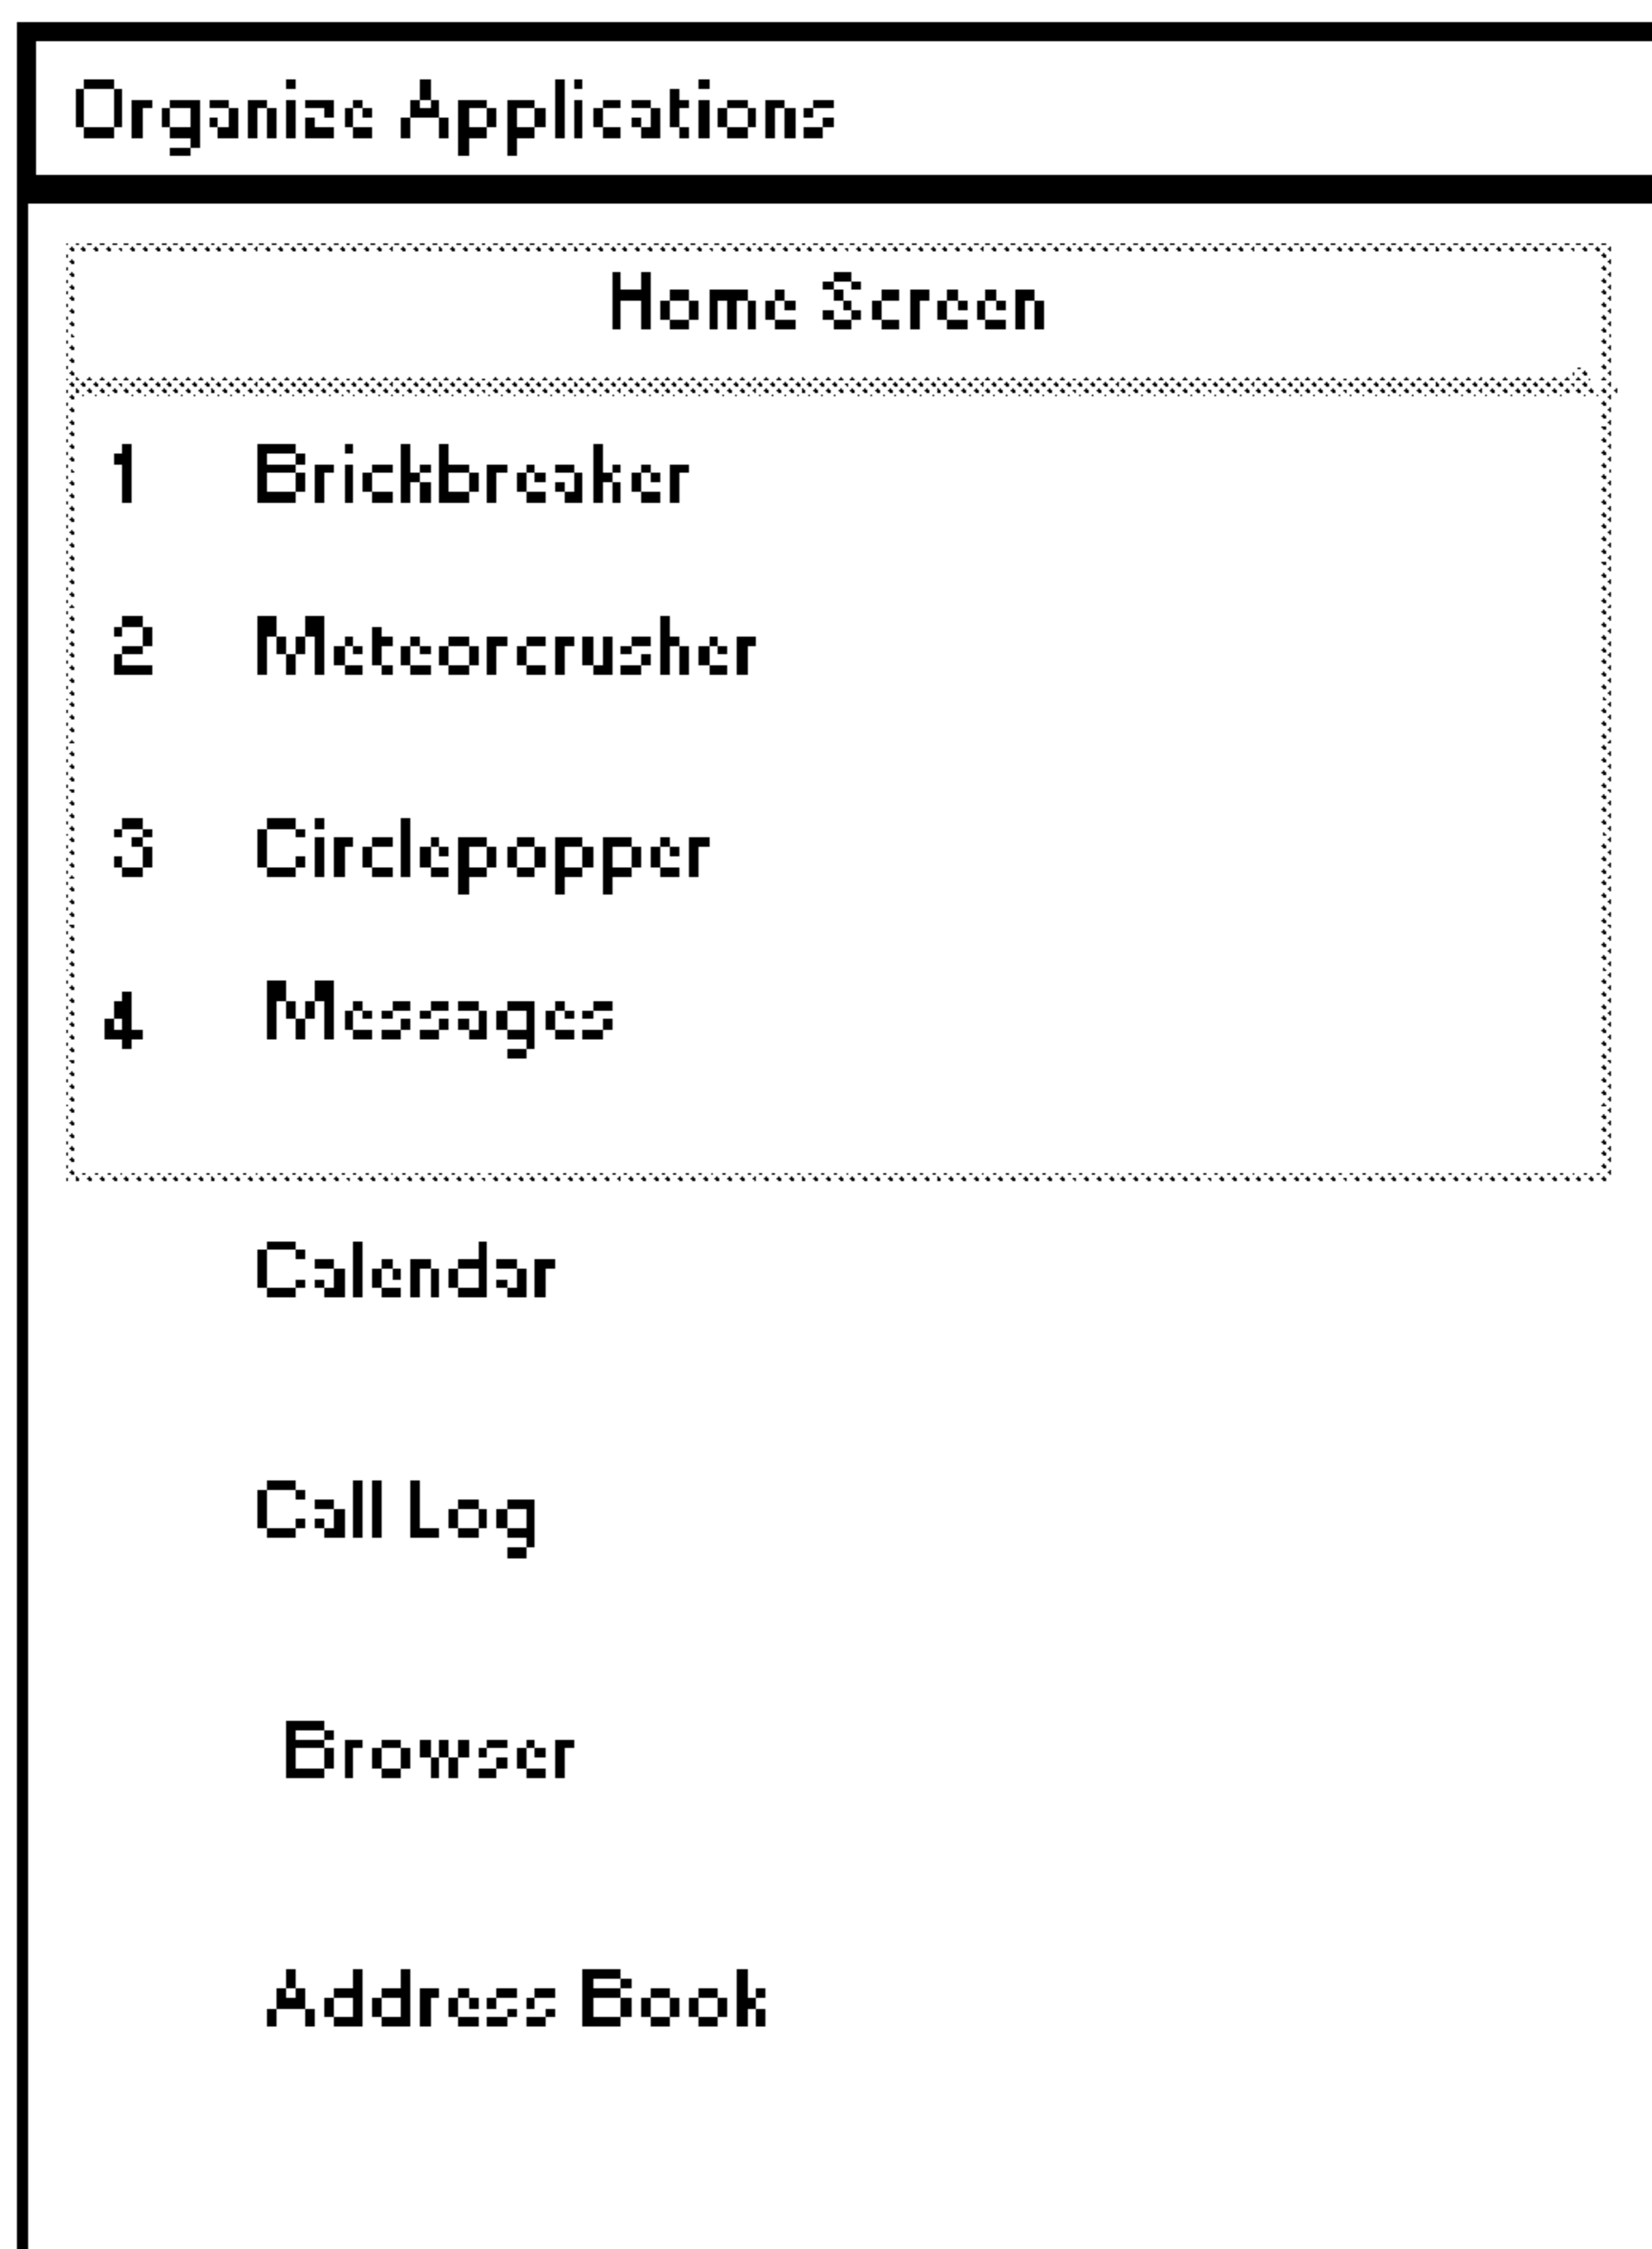 Organize Applications
Home Screen
1 Brickbreaker
2 Meteorcrusher
3 Circlepopper
4 Messages
Calendar
Call Log
Browser
Address Book